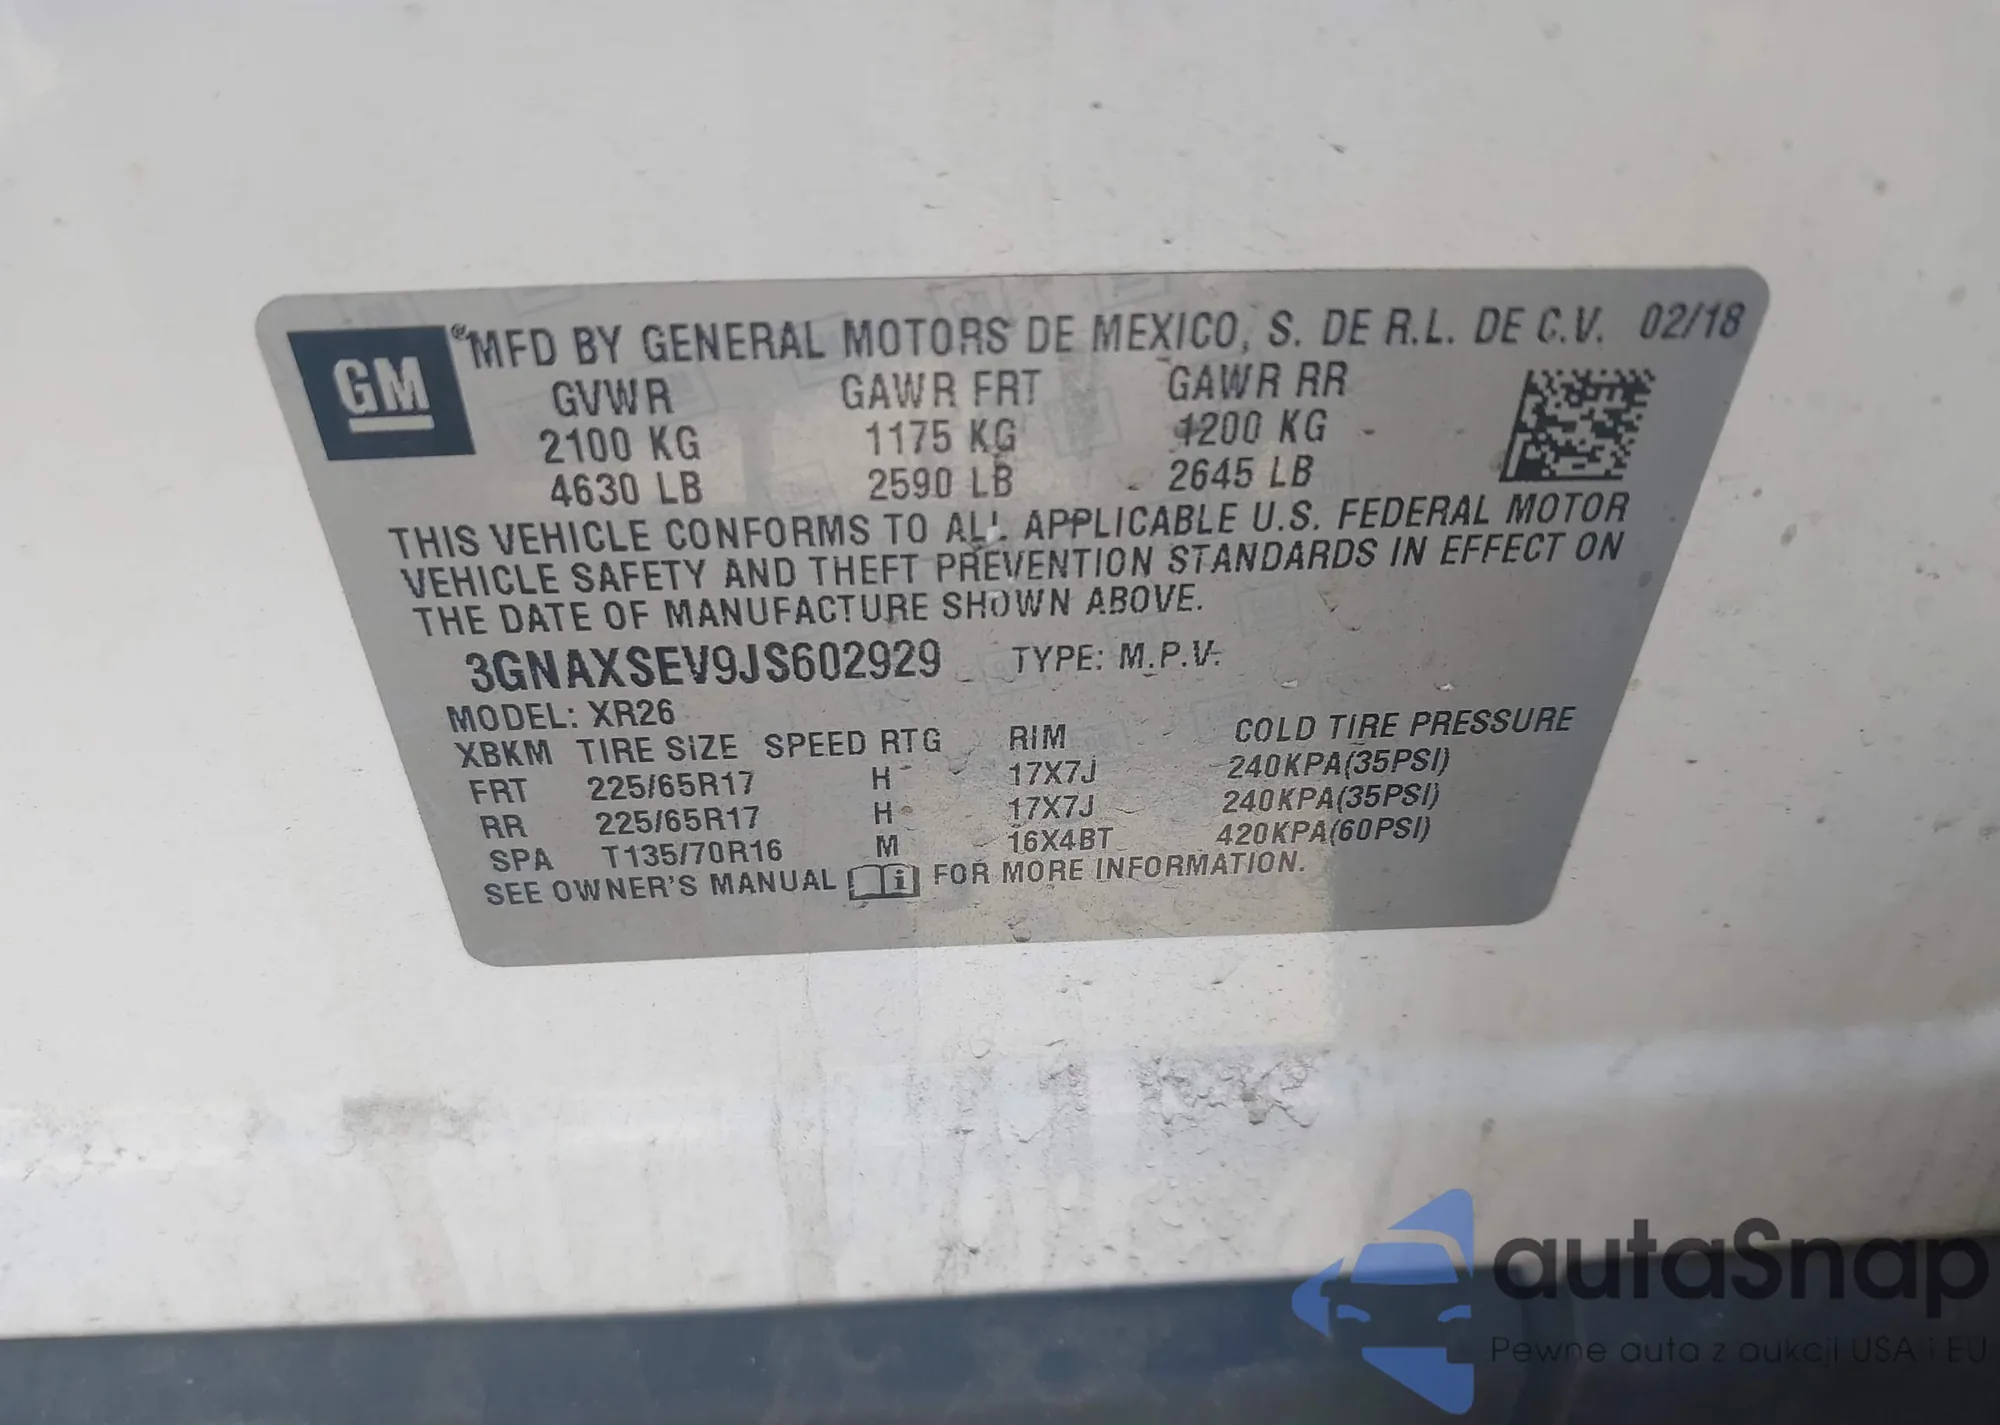 GM ®MFD BY GENERAL MOTORS DE MEXICO, S. DE R.L. DE C.V. 02/18
GVWR GAWR FRT GAWR RR
2100 KG 1175 KG 1200 KG
4630 LB 2590 LB 2645 LB
THIS VEHICLE CONFORMS TO ALL APPLICABLE U.S. FEDERAL MOTOR
VEHICLE SAFETY AND THEFT PREVENTION STANDARDS IN EFFECT ON
THE DATE OF MANUFACTURE SHOWN ABOVE.
3GNAXSEV9JS602929 TYPE: M.P.V.
MODEL: XR26
XBKM TIRE SIZE SPEED RTG RIM COLD TIRE PRESSURE
FRT 225/65R17 H 17X7J 240KPA(35PSI)
RR 225/65R17 H 17X7J 240KPA(35PSI)
SPA T135/70R16 M 16X4BT 420KPA(60PSI)
SEE OWNER'S MANUAL FOR MORE INFORMATION.
autaSnap
Pewne auta z aukcji USA i EU